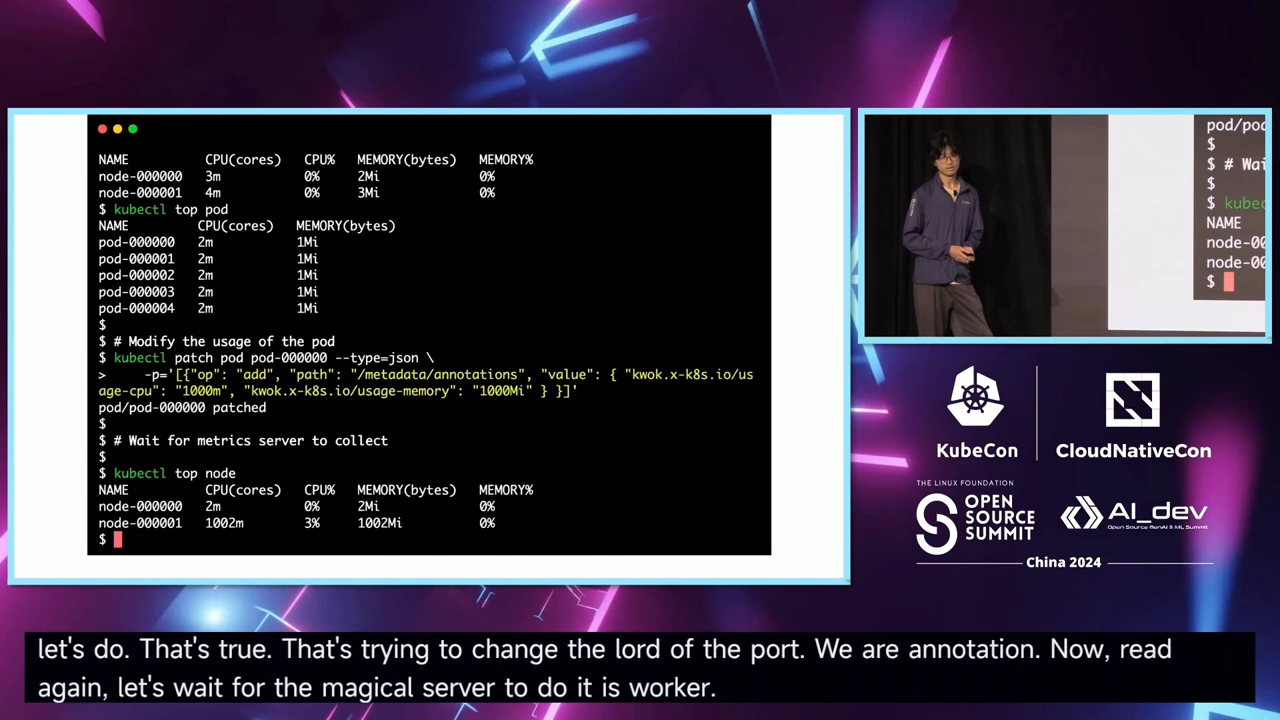 NAME CPU(cores) CPU% MEMORY(bytes) MEMORY%
node-000000 3m 0% 2Mi 0%
node-000001 4m 0% 3Mi 0%
$ kubectl top pod
NAME CPU(cores) MEMORY(bytes)
pod-000000 2m 1Mi
pod-000001 2m 1Mi
pod-000002 2m 1Mi
pod-000003 2m 1Mi
pod-000004 2m 1Mi
$
$ # Modify the usage of the pod
$ kubectl patch pod pod-000000 --type=json \
> -p='[{"op": "add", "path": "/metadata/annotations", "value": { "kwok.x-k8s.io/us
age-cpu": "1000m", "kwok.x-k8s.io/usage-memory": "1000Mi" } }]'
pod/pod-000000 patched
$
$ # Wait for metrics server to collect
$
$ kubectl top node
NAME CPU(cores) CPU% MEMORY(bytes) MEMORY%
node-000000 2m 0% 2Mi 0%
node-000001 1002m 3% 1002Mi 0%
$
pod/pod
$
$ # Wai
$
$ kubec
NAME
node-00
node-00
$
KubeCon
CloudNativeCon
THE LINUX FOUNDATION
OPEN
SOURCE
SUMMIT
AI_dev
Open Source GenAI & ML Summit
China 2024
let's do. That's true. That's trying to change the lord of the port. We are annotation. Now, read
again, let's wait for the magical server to do it is worker.